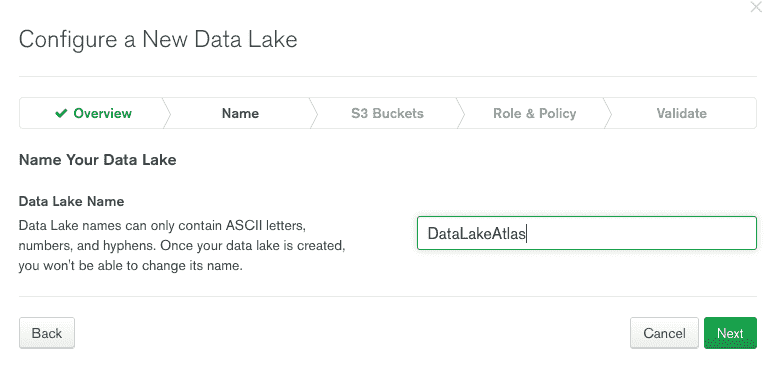 Configure a New Data Lake
Overview
Name
S3 Buckets
Role & Policy
Validate
Name Your Data Lake
Data Lake Name
Data Lake names can only contain ASCII letters,
numbers, and hyphens. Once your data lake is created,
you won't be able to change its name.
DataLakeAtlas
Back
Cancel
Next